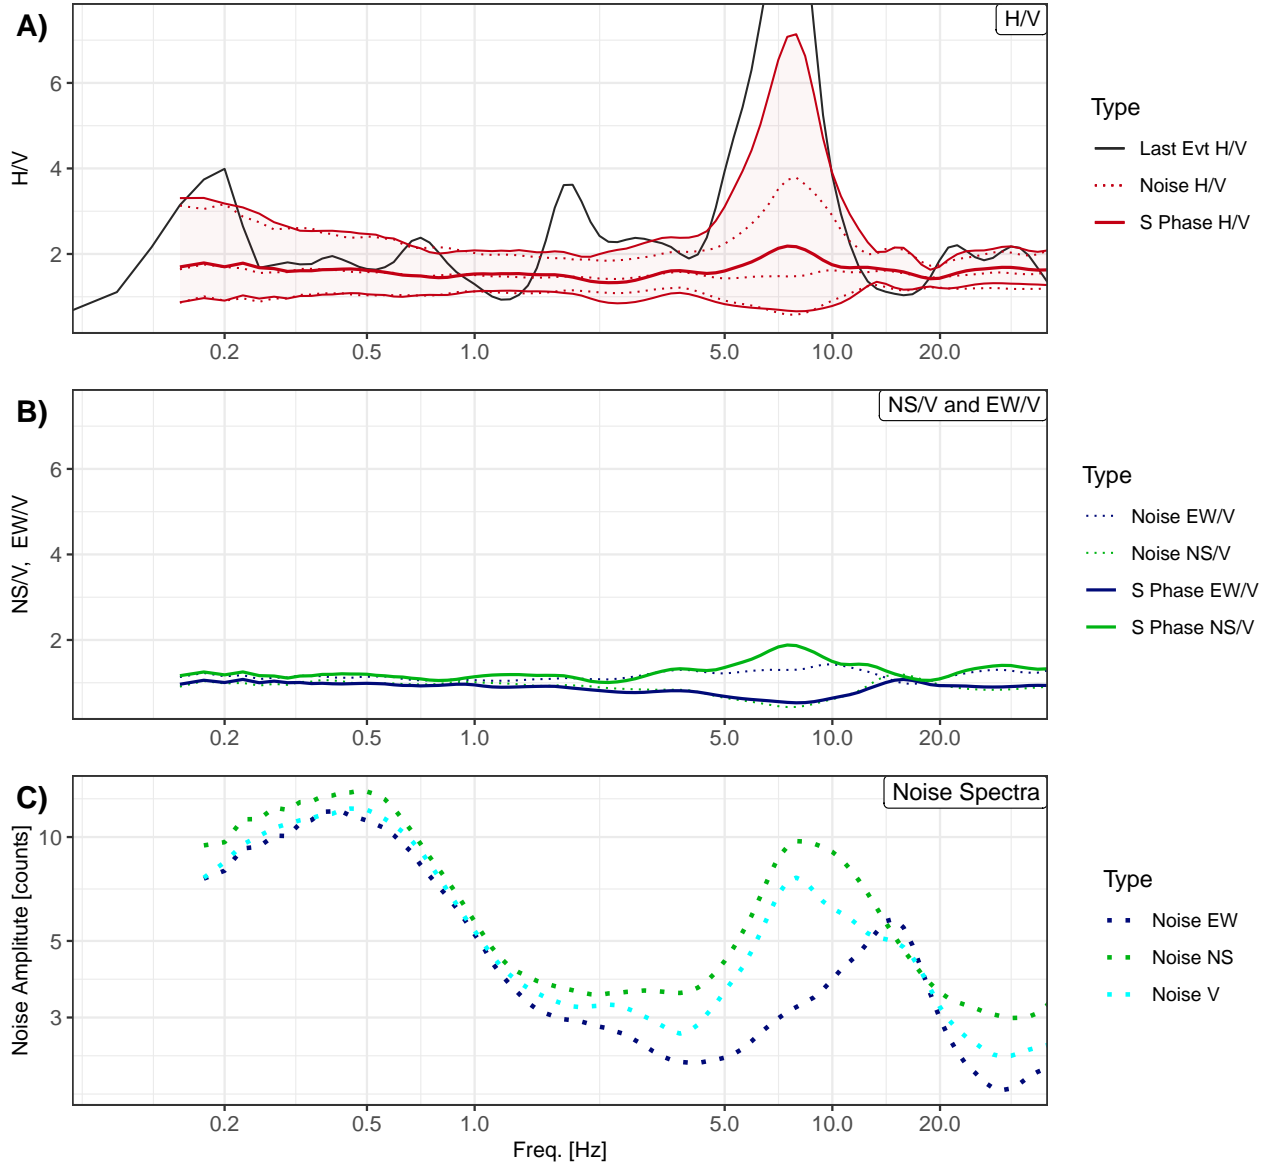 A)
H/V
6
4
2
H/V
0.2 0.5 1.0 5.0 10.0 20.0
Type
Last Evt H/V
Noise H/V
S Phase H/V
B)
NS/V and EW/V
6
4
2
NS/V, EW/V
0.2 0.5 1.0 5.0 10.0 20.0
Type
Noise EW/V
Noise NS/V
S Phase EW/V
S Phase NS/V
C)
Noise Spectra
10
5
3
Noise Amplitute [counts]
0.2 0.5 1.0 5.0 10.0 20.0
Freq. [Hz]
Type
Noise EW
Noise NS
Noise V